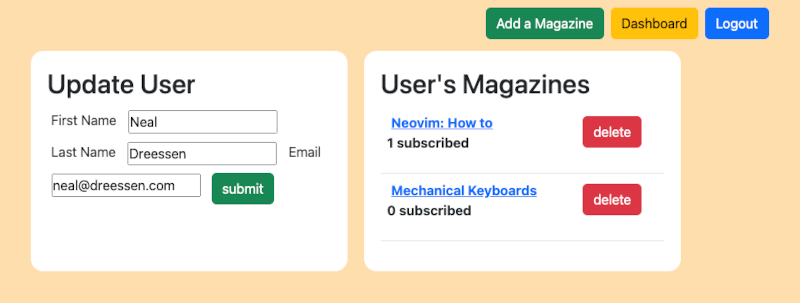 Add a Magazine Dashboard Logout
Update User
First Name Neal
Last Name Dreessen Email
neal@dreessen.com submit
User's Magazines
Neovim: How to delete
1 subscribed
Mechanical Keyboards delete
0 subscribed